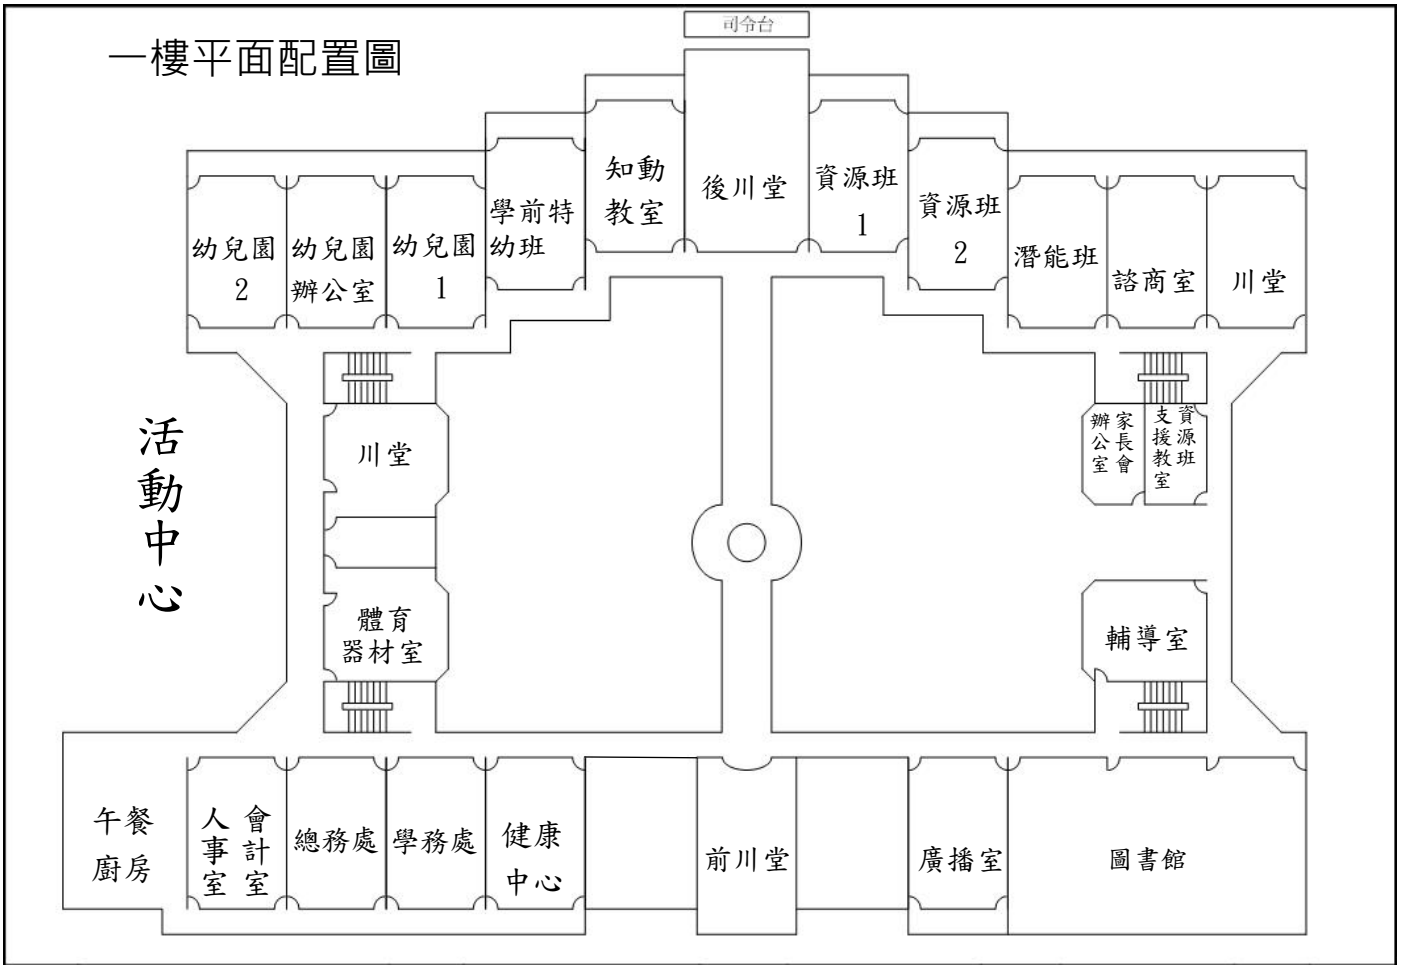 司令台
一樓平面配置圖
知動
教室
後川堂
資源班
1
學前特
幼班
資源班
2
幼兒園
2
幼兒園
辦公室
幼兒園
1
潛能班
諮商室
川堂
活動中心
川堂
家長會
辦公室
資源班
支援教室
體育
器材室
輔導室
午餐
廚房
人事室
會計室
總務處
學務處
健康
中心
前川堂
廣播室
圖書館